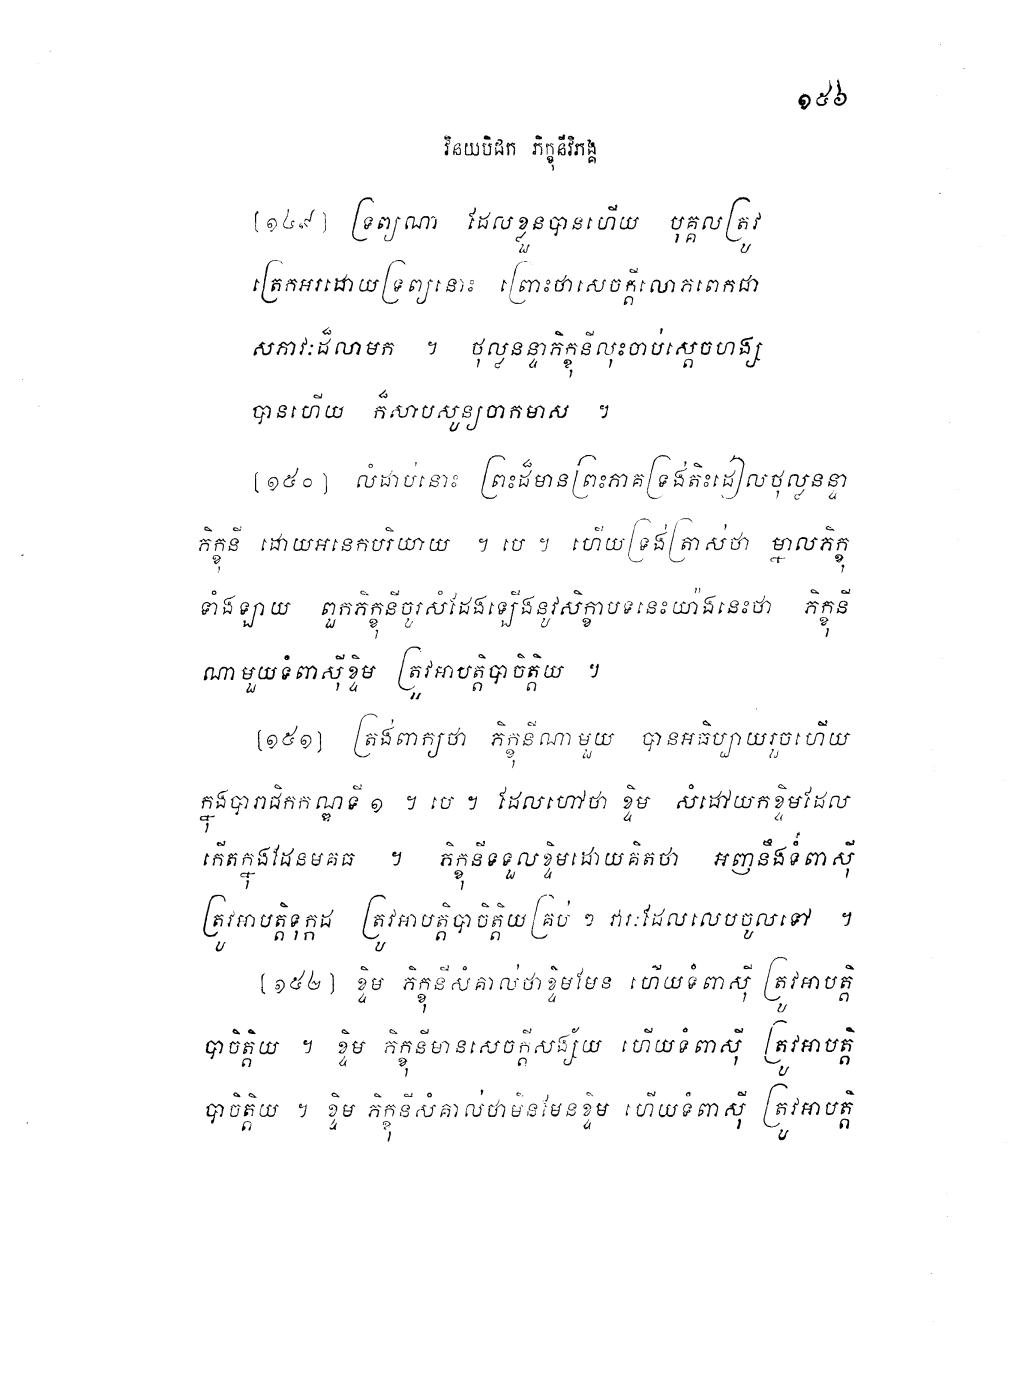 ១៥៦
វិនយបិដក ភិក្ខុនីវិភង្គ
[១៤៩] ទ្រព្យណា ដែលខ្លួនបានហើយ បុគ្គលត្រូវ
ត្រេកអរដោយទ្រព្យនោះ ព្រោះថាសេចក្តីលោភពេកជា
សភាវៈដ៏លាមក ។ ថុល្លនន្ទាភិក្ខុនីលុះចាប់ស្តេចហង្ស
បានហើយ ក៏សាបសូន្យចាកមាស ។
[១៥០] លំដាប់នោះ ព្រះដ៏មានព្រះភាគទ្រង់តិះដៀលថុល្លនន្ទា
ភិក្ខុនី ដោយអនេកបរិយាយ ។ បេ ។ ហើយទ្រង់ត្រាស់ថា ម្នាលភិក្ខុ
ទាំងឡាយ ពួកភិក្ខុនីចូរសំដែងឡើងនូវសិក្ខាបទនេះយ៉ាងនេះថា ភិក្ខុនី
ណាមួយទំពាស៊ីខ្ទិម ត្រូវអាបត្តិបាចិត្តិយ ។
[១៥១] ត្រង់ពាក្យថា ភិក្ខុនីណាមួយ បានអធិប្បាយរួចហើយ
ក្នុងបារាជិកកណ្ឌទី ១ ។ បេ ។ ដែលហៅថា ខ្ទិម សំដៅយកខ្ទិមដែល
កើតក្នុងដែនមគធ ។ ភិក្ខុនីទទួលខ្ទិមដោយគិតថា អញនឹងទំពាស៊ី
ត្រូវអាបត្តិទុក្កដ ត្រូវអាបត្តិបាចិត្តិយគ្រប់ ៗ វារៈដែលលេបចូលទៅ ។
[១៥២] ខ្ទិម ភិក្ខុនីសំគាល់ថាខ្ទិមមែន ហើយទំពាស៊ី ត្រូវអាបត្តិ
បាចិត្តិយ ។ ខ្ទិម ភិក្ខុនីមានសេចក្តីសង្ស័យ ហើយទំពាស៊ី ត្រូវអាបត្តិ
បាចិត្តិយ ។ ខ្ទិម ភិក្ខុនីសំគាល់ថាមិនមែនខ្ទិម ហើយទំពាស៊ី ត្រូវអាបត្តិ